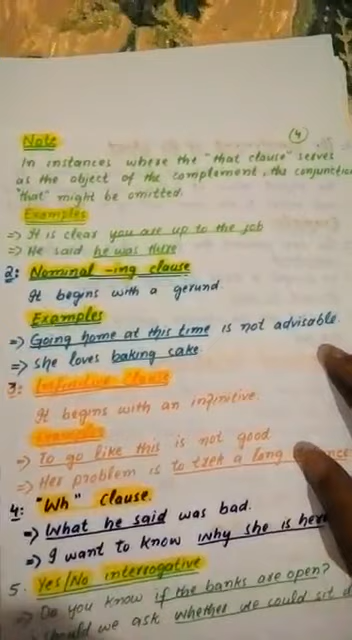 (4)
Note
In instances where the "that clause" serves
as the object of the complement, the conjunction
"that" might be omitted.
Examples
⇒ It is clear you are up to the job
⇒ He said he was there
2: Nominal -ing clause
It begins with a gerund.
Examples
⇒ Going home at this time is not advisable.
⇒ She loves baking cake.
3: Infinitive Clause
It begins with an infinitive.
Examples
⇒ To go like this is not good
⇒ Her problem is to trek a long distance
4: "Wh" Clause.
⇒ What he said was bad.
⇒ I want to know why she is here
5. Yes/No interrogative
⇒ Do you know if the banks are open?
should we ask whether we could sit